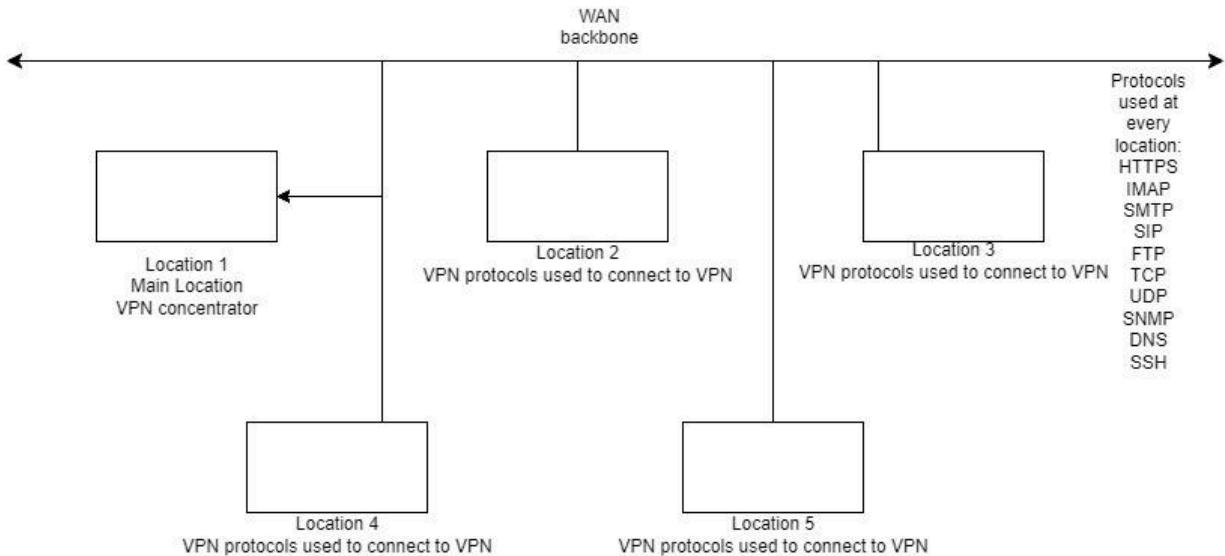 WAN
backbone
Protocols
used at
every
location:
HTTPS
IMAP
SMTP
SIP
FTP
TCP
UDP
SNMP
DNS
SSH
Location 1
Main Location
VPN concentrator
Location 2
VPN protocols used to connect to VPN
Location 3
VPN protocols used to connect to VPN
Location 4
VPN protocols used to connect to VPN
Location 5
VPN protocols used to connect to VPN